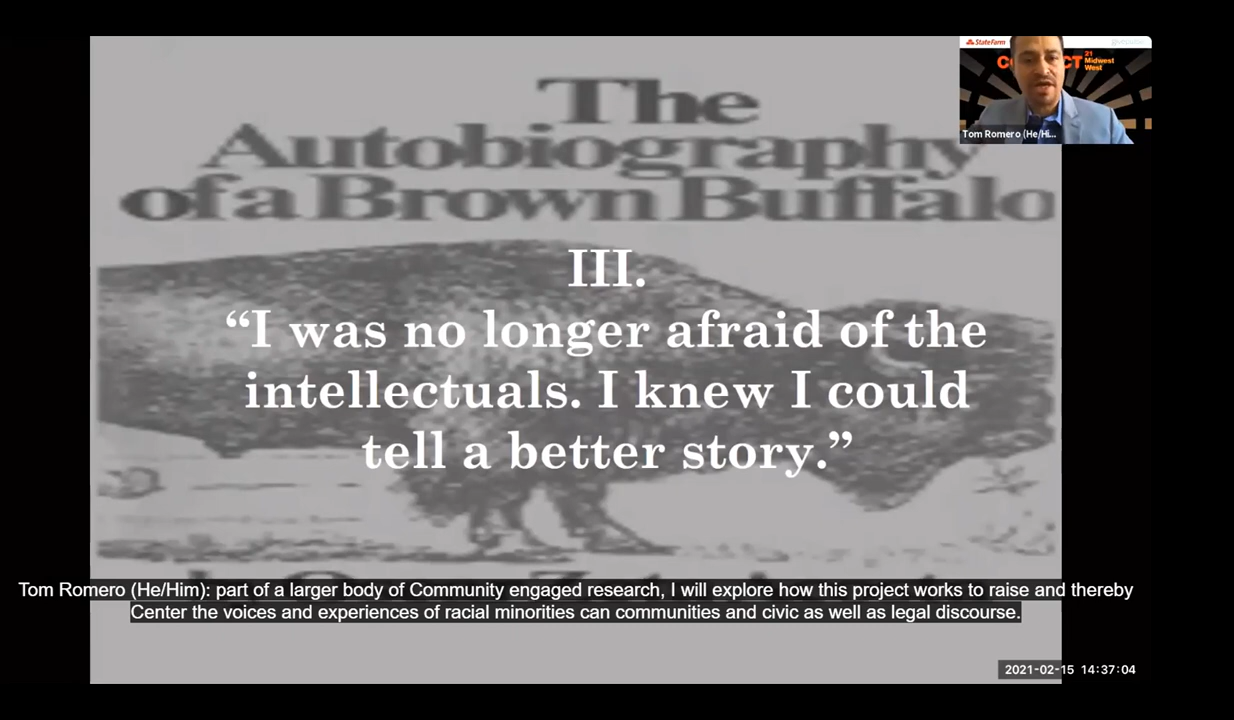 StateFarm
21
Midwest
West
Tom Romero (He/Hi...
The
Autobiography
of a Brown Buffalo
III.
“I was no longer afraid of the
intellectuals. I knew I could
tell a better story.”
Tom Romero (He/Him): part of a larger body of Community engaged research, I will explore how this project works to raise and thereby
Center the voices and experiences of racial minorities can communities and civic as well as legal discourse.
2021-02-15 14:37:04